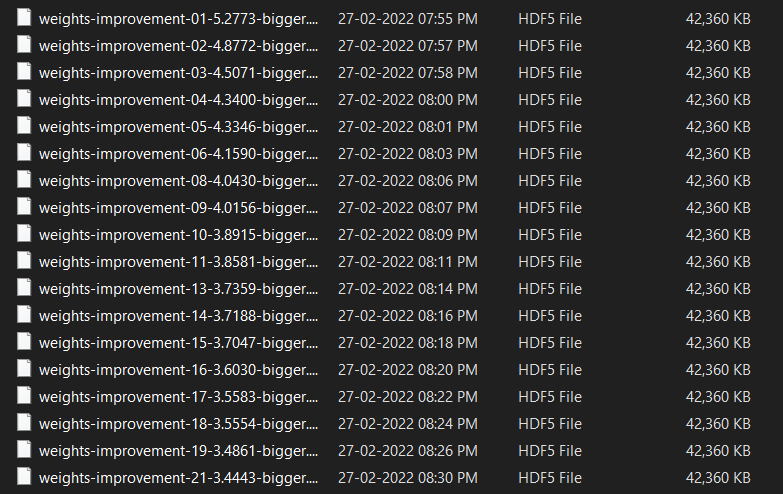 weights-improvement-01-5.2773-bigger.... 27-02-2022 07:55 PM HDF5 File 42,360 KB
weights-improvement-02-4.8772-bigger.... 27-02-2022 07:57 PM HDF5 File 42,360 KB
weights-improvement-03-4.5071-bigger.... 27-02-2022 07:58 PM HDF5 File 42,360 KB
weights-improvement-04-4.3400-bigger.... 27-02-2022 08:00 PM HDF5 File 42,360 KB
weights-improvement-05-4.3346-bigger.... 27-02-2022 08:01 PM HDF5 File 42,360 KB
weights-improvement-06-4.1590-bigger.... 27-02-2022 08:03 PM HDF5 File 42,360 KB
weights-improvement-08-4.0430-bigger.... 27-02-2022 08:06 PM HDF5 File 42,360 KB
weights-improvement-09-4.0156-bigger.... 27-02-2022 08:07 PM HDF5 File 42,360 KB
weights-improvement-10-3.8915-bigger.... 27-02-2022 08:09 PM HDF5 File 42,360 KB
weights-improvement-11-3.8581-bigger.... 27-02-2022 08:11 PM HDF5 File 42,360 KB
weights-improvement-13-3.7359-bigger.... 27-02-2022 08:14 PM HDF5 File 42,360 KB
weights-improvement-14-3.7188-bigger.... 27-02-2022 08:16 PM HDF5 File 42,360 KB
weights-improvement-15-3.7047-bigger.... 27-02-2022 08:18 PM HDF5 File 42,360 KB
weights-improvement-16-3.6030-bigger.... 27-02-2022 08:20 PM HDF5 File 42,360 KB
weights-improvement-17-3.5583-bigger.... 27-02-2022 08:22 PM HDF5 File 42,360 KB
weights-improvement-18-3.5554-bigger.... 27-02-2022 08:24 PM HDF5 File 42,360 KB
weights-improvement-19-3.4861-bigger.... 27-02-2022 08:26 PM HDF5 File 42,360 KB
weights-improvement-21-3.4443-bigger.... 27-02-2022 08:30 PM HDF5 File 42,360 KB